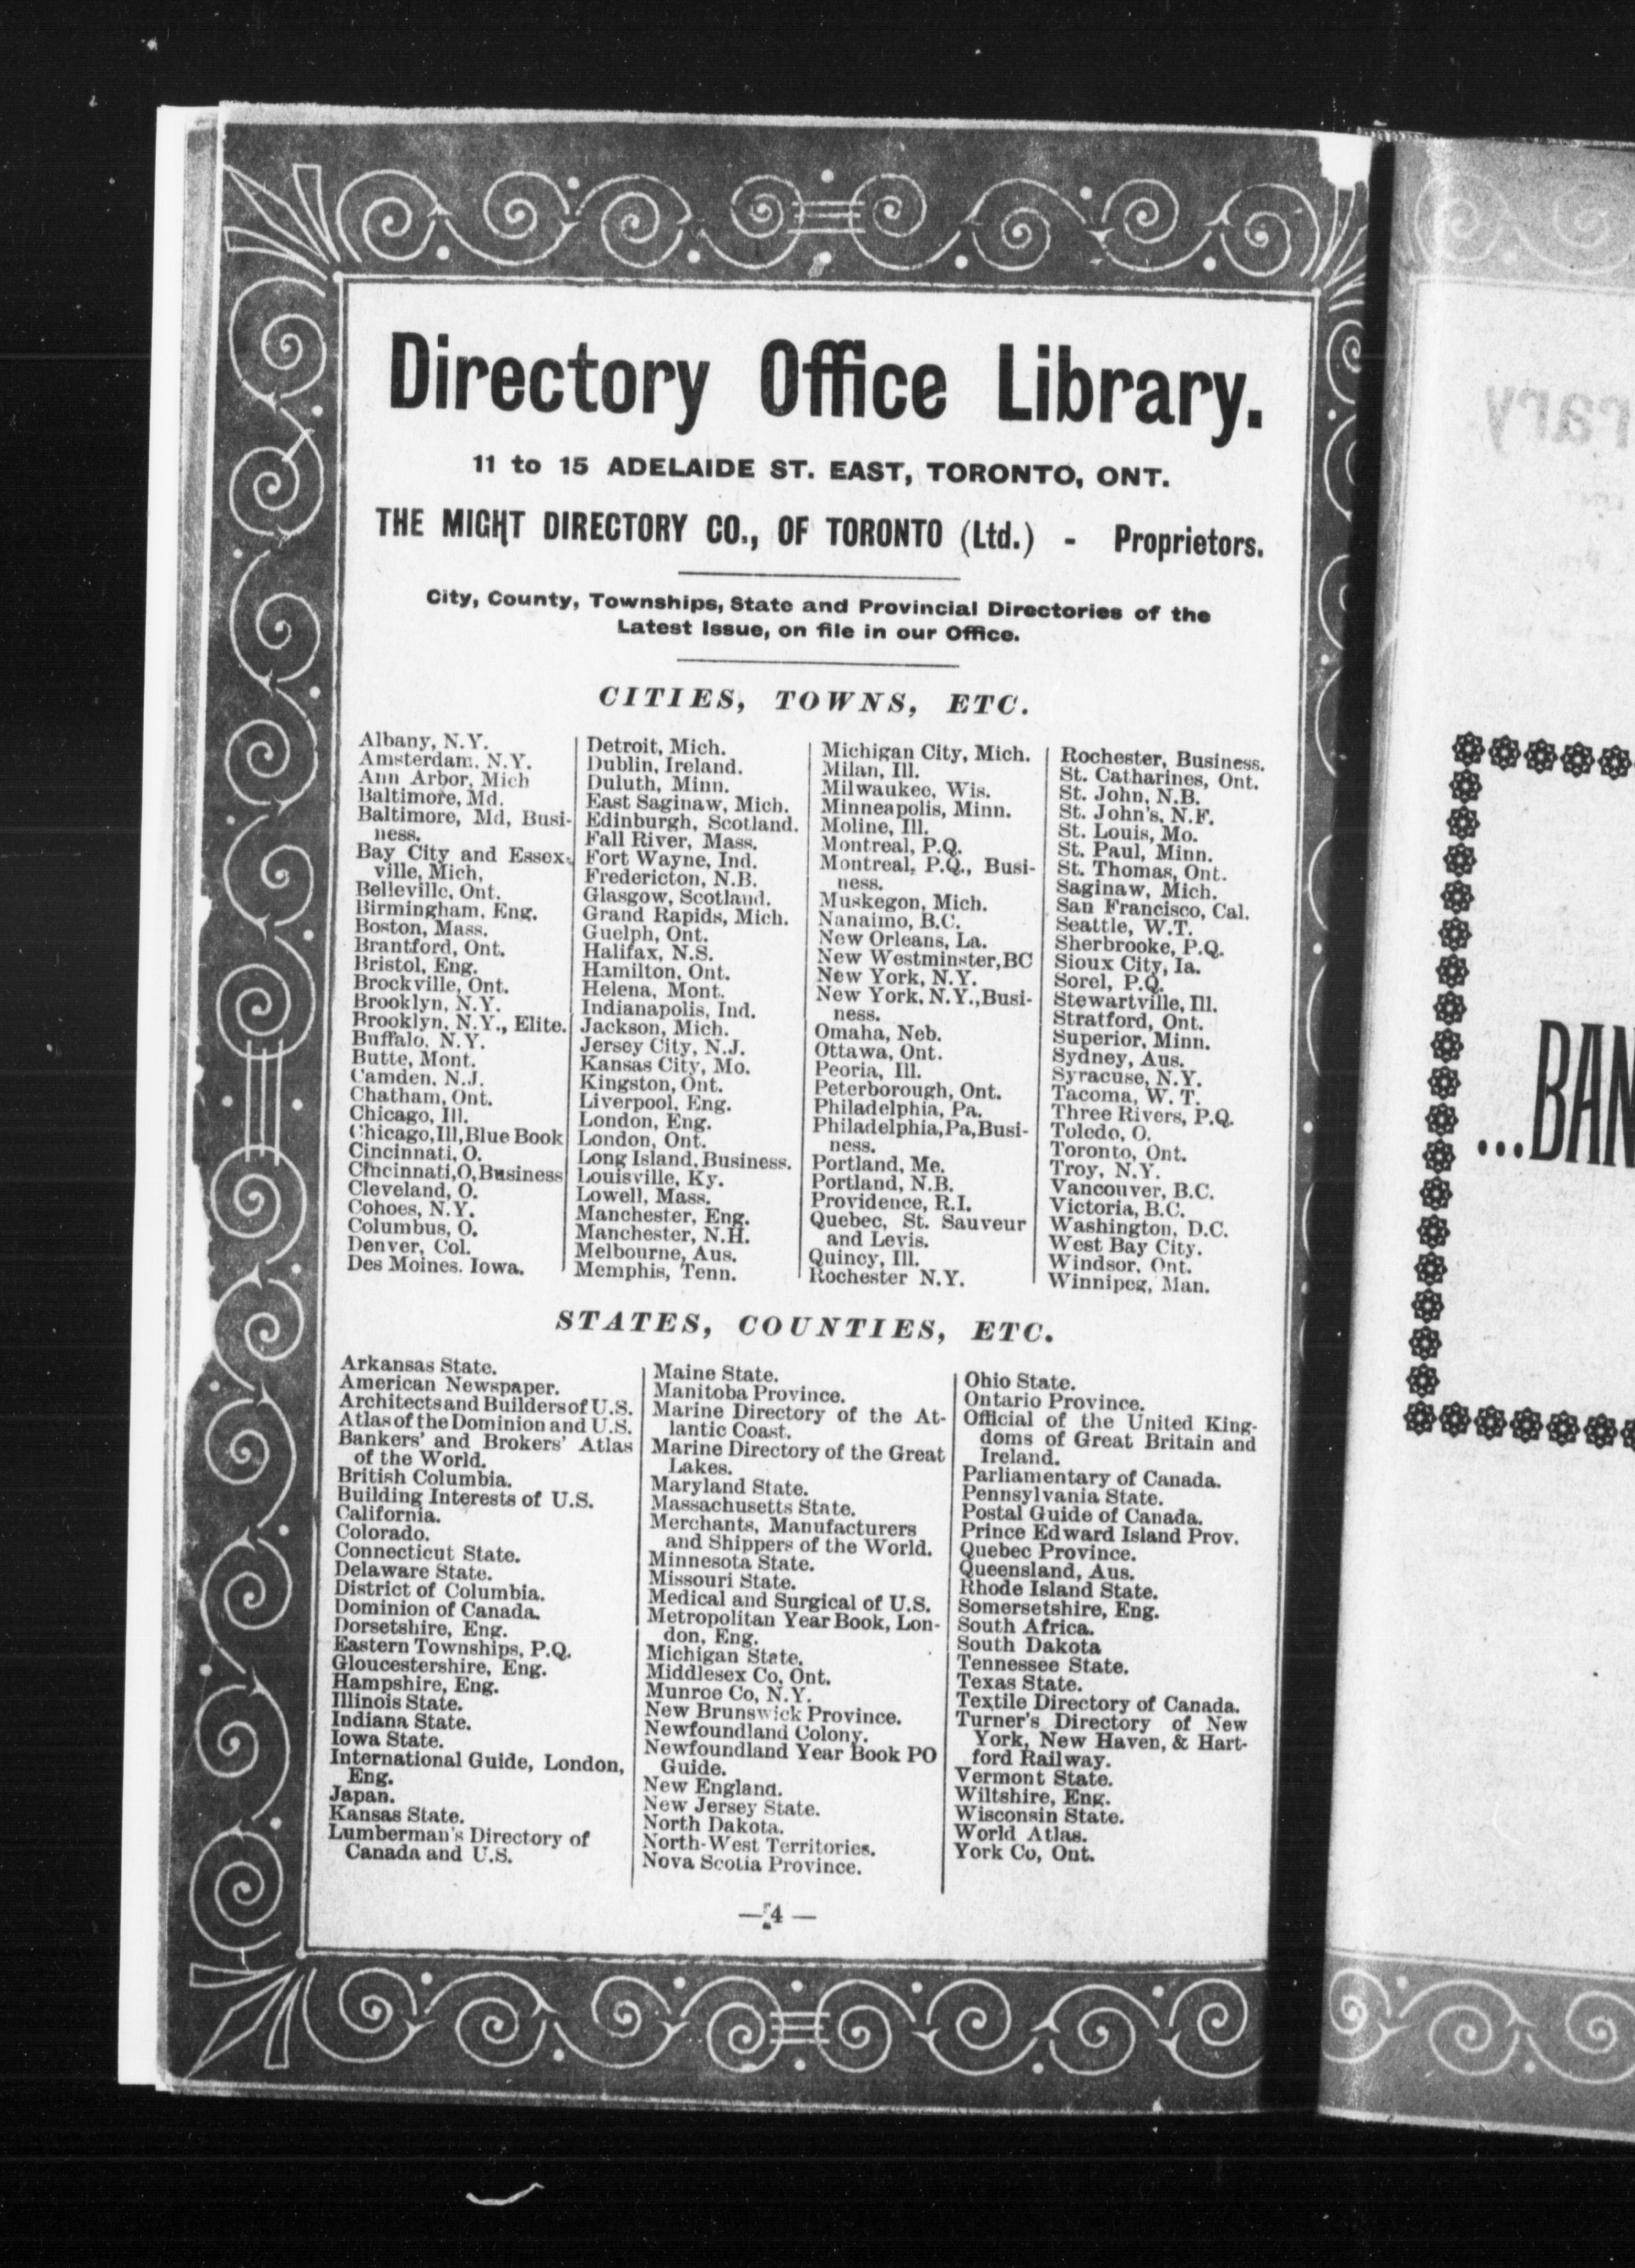 Directory Office Library.
11 to 15 ADELAIDE ST. EAST, TORONTO, ONT.
THE MIGHT DIRECTORY CO., OF TORONTO (Ltd.) - Proprietors.
City, County, Townships, State and Provincial Directories of the
Latest Issue, on file in our Office.
CITIES, TOWNS, ETC.
Albany, N.Y.
Amsterdam, N.Y.
Ann Arbor, Mich
Baltimore, Md.
Baltimore, Md, Busi-
ness.
Bay City and Essex-
ville, Mich,
Belleville, Ont.
Birmingham, Eng.
Boston, Mass.
Brantford, Ont.
Bristol, Eng.
Brockville, Ont.
Brooklyn, N.Y.
Brooklyn, N.Y., Elite.
Buffalo, N.Y.
Butte, Mont.
Camden, N.J.
Chatham, Ont.
Chicago, Ill.
Chicago,Ill,Blue Book
Cincinnati, O.
Cincinnati,O,Business
Cleveland, O.
Cohoes, N.Y.
Columbus, O.
Denver, Col.
Des Moines. Iowa.
Detroit, Mich.
Dublin, Ireland.
Duluth, Minn.
East Saginaw, Mich.
Edinburgh, Scotland.
Fall River, Mass.
Fort Wayne, Ind.
Fredericton, N.B.
Glasgow, Scotland.
Grand Rapids, Mich.
Guelph, Ont.
Halifax, N.S.
Hamilton, Ont.
Helena, Mont.
Indianapolis, Ind.
Jackson, Mich.
Jersey City, N.J.
Kansas City, Mo.
Kingston, Ont.
Liverpool, Eng.
London, Eng.
London, Ont.
Long Island, Business.
Louisville, Ky.
Lowell, Mass.
Manchester, Eng.
Manchester, N.H.
Melbourne, Aus.
Memphis, Tenn.
Michigan City, Mich.
Milan, Ill.
Milwaukee, Wis.
Minneapolis, Minn.
Moline, Ill.
Montreal, P.Q.
Montreal, P.Q., Busi-
ness.
Muskegon, Mich.
Nanaimo, B.C.
New Orleans, La.
New Westminster,BC
New York, N.Y.
New York, N.Y.,Busi-
ness.
Omaha, Neb.
Ottawa, Ont.
Peoria, Ill.
Peterborough, Ont.
Philadelphia, Pa.
Philadelphia,Pa,Busi-
ness.
Portland, Me.
Portland, N.B.
Providence, R.I.
Quebec, St. Sauveur
and Levis.
Quincy, Ill.
Rochester N.Y.
Rochester, Business.
St. Catharines, Ont.
St. John, N.B.
St. John's, N.F.
St. Louis, Mo.
St. Paul, Minn.
St. Thomas, Ont.
Saginaw, Mich.
San Francisco, Cal.
Seattle, W.T.
Sherbrooke, P.Q.
Sioux City, Ia.
Sorel, P.Q.
Stewartville, Ill.
Stratford, Ont.
Superior, Minn.
Sydney, Aus.
Syracuse, N.Y.
Tacoma, W. T.
Three Rivers, P.Q.
Toledo, O.
Toronto, Ont.
Troy, N.Y.
Vancouver, B.C.
Victoria, B.C.
Washington, D.C.
West Bay City.
Windsor, Ont.
Winnipeg, Man.
STATES, COUNTIES, ETC.
Arkansas State.
American Newspaper.
Architects and Builders of U.S.
Atlas of the Dominion and U.S.
Bankers' and Brokers' Atlas
of the World.
British Columbia.
Building Interests of U.S.
California.
Colorado.
Connecticut State.
Delaware State.
District of Columbia.
Dominion of Canada.
Dorsetshire, Eng.
Eastern Townships, P.Q.
Gloucestershire, Eng.
Hampshire, Eng.
Illinois State.
Indiana State.
Iowa State.
International Guide, London,
Eng.
Japan.
Kansas State.
Lumberman's Directory of
Canada and U.S.
Maine State.
Manitoba Province.
Marine Directory of the At-
lantic Coast.
Marine Directory of the Great
Lakes.
Maryland State.
Massachusetts State.
Merchants, Manufacturers
and Shippers of the World.
Minnesota State.
Missouri State.
Medical and Surgical of U.S.
Metropolitan Year Book, Lon-
don, Eng.
Michigan State.
Middlesex Co, Ont.
Munroe Co, N.Y.
New Brunswick Province.
Newfoundland Colony.
Newfoundland Year Book PO
Guide.
New England.
New Jersey State.
North Dakota.
North-West Territories.
Nova Scotia Province.
Ohio State.
Ontario Province.
Official of the United King-
doms of Great Britain and
Ireland.
Parliamentary of Canada.
Pennsylvania State.
Postal Guide of Canada.
Prince Edward Island Prov.
Quebec Province.
Queensland, Aus.
Rhode Island State.
Somersetshire, Eng.
South Africa.
South Dakota
Tennessee State.
Texas State.
Textile Directory of Canada.
Turner's Directory of New
York, New Haven, & Hart-
ford Railway.
Vermont State.
Wiltshire, Eng.
Wisconsin State.
World Atlas.
York Co, Ont.
— 4 —
...BAN